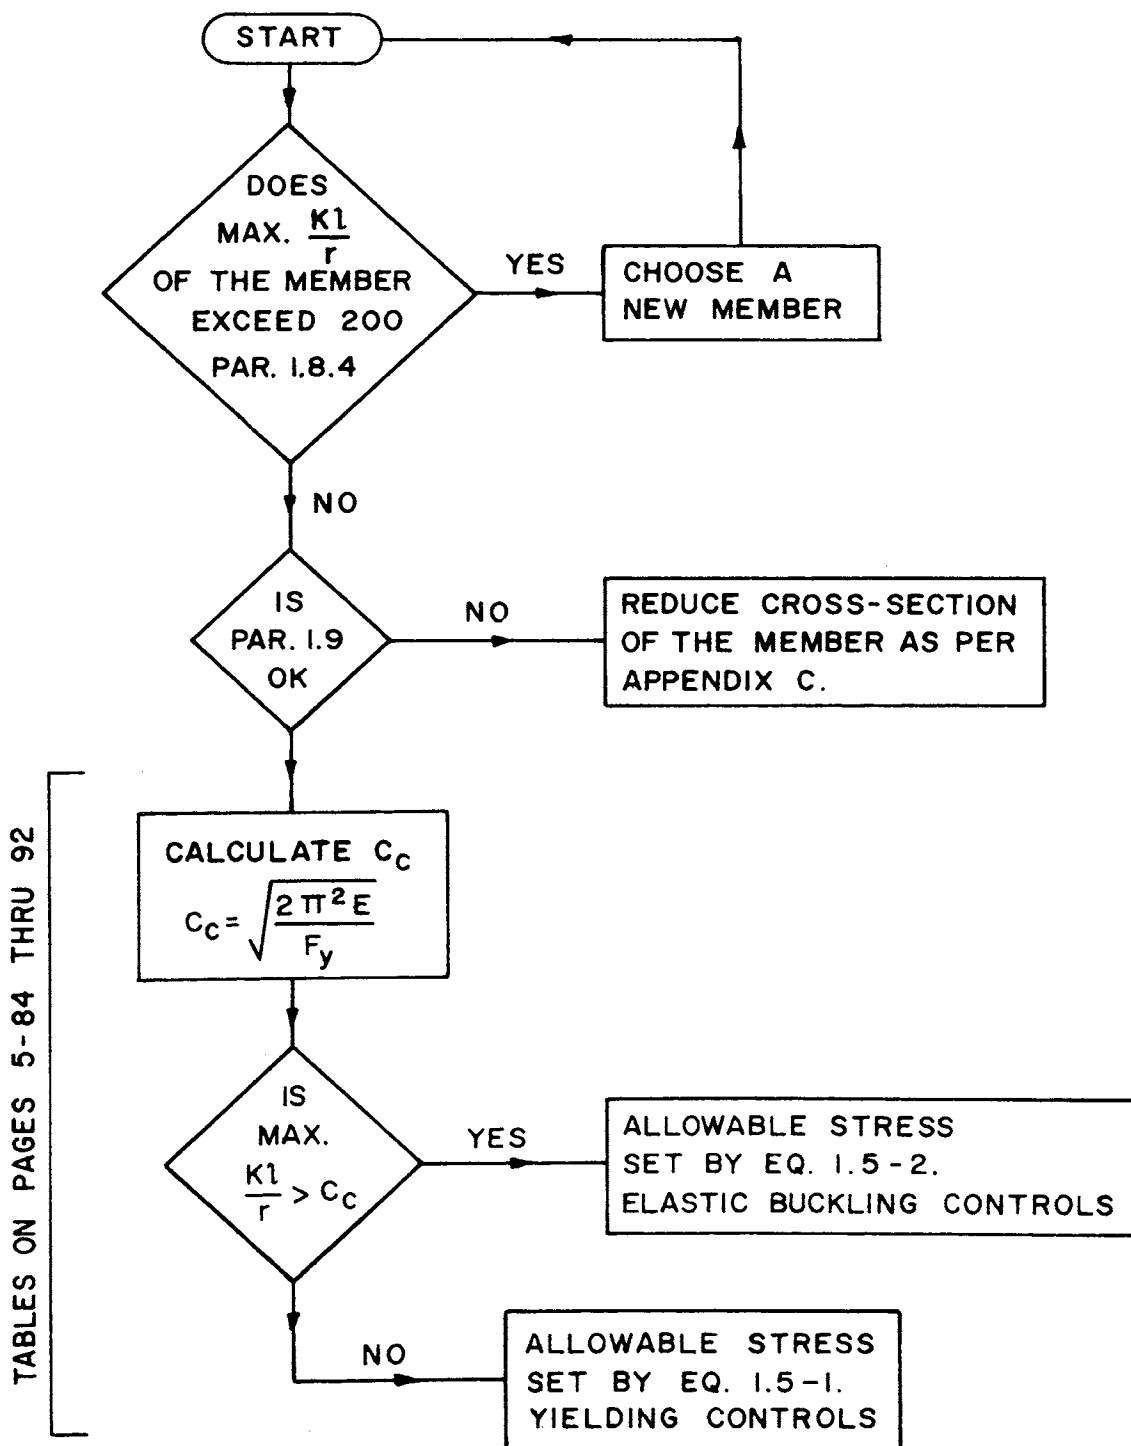 START
DOES
MAX. Kl/r
OF THE MEMBER
EXCEED 200
PAR. 1.8.4
YES
CHOOSE A
NEW MEMBER
NO
IS
PAR. 1.9
OK
NO
REDUCE CROSS-SECTION
OF THE MEMBER AS PER
APPENDIX C.
TABLES ON PAGES 5-84 THRU 92
CALCULATE Cc
Cc = √(2π²E/Fy)
IS
MAX.
Kl/r > Cc
YES
ALLOWABLE STRESS
SET BY EQ. 1.5-2.
ELASTIC BUCKLING CONTROLS
NO
ALLOWABLE STRESS
SET BY EQ. 1.5-1.
YIELDING CONTROLS